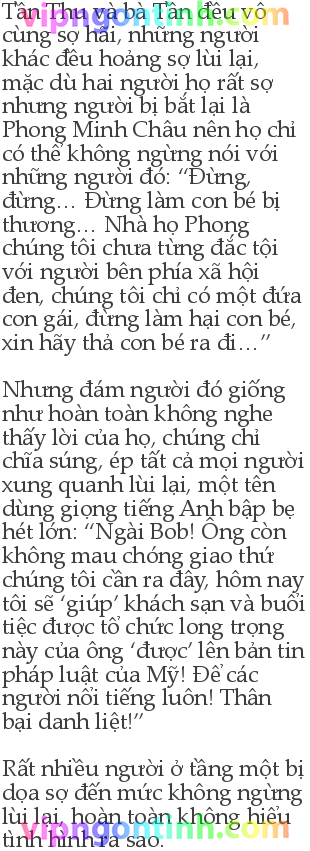 Tần Thu và bà Tần đều vô
cùng sợ hãi, những người
khác đều hoảng sợ lùi lại,
mặc dù hai người họ rất sợ
nhưng người bị bắt lại là
Phong Minh Châu nên họ chỉ
có thể không ngừng nói với
những người đó: “Đừng,
đừng… Đừng làm con bé bị
thương… Nhà họ Phong
chúng tôi chưa từng đắc tội
với người bên phía xã hội
đen, chúng tôi chỉ có một đứa
con gái, đừng làm hại con bé,
xin hãy thả con bé ra đi…”
Nhưng đám người đó giống
như hoàn toàn không nghe
thấy lời của họ, chúng chỉ
chĩa súng, ép tất cả mọi người
xung quanh lùi lại, một tên
dùng giọng tiếng Anh bập bẹ
hét lớn: “Ngài Bob! Ông còn
không mau chóng giao thứ
chúng tôi cần ra đây, hôm nay
tôi sẽ ‘giúp’ khách sạn và buổi
tiệc được tổ chức long trọng
này của ông ‘được’ lên bản tin
pháp luật của Mỹ! Để các
người nổi tiếng luôn! Thân
bại danh liệt!”
Rất nhiều người ở tầng một bị
dọa sợ đến mức không ngừng
lùi lại, hoàn toàn không hiểu
tình hình ra sao.
vipngontinh.com
vipngontinh.com